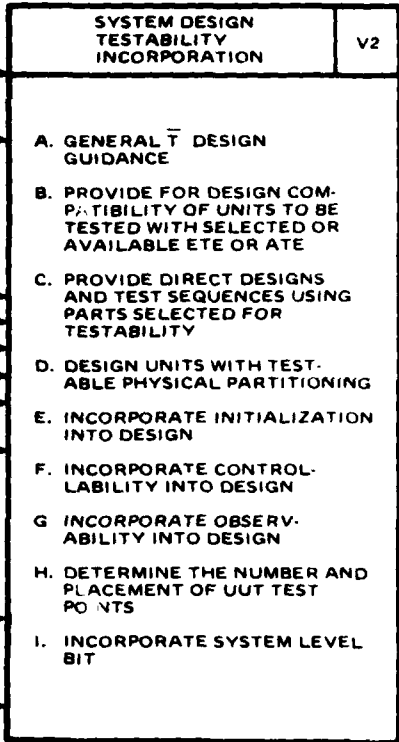 SYSTEM DESIGN
TESTABILITY
INCORPORATION
V2
A. GENERAL T̅ DESIGN
GUIDANCE
B. PROVIDE FOR DESIGN COM-
PATIBILITY OF UNITS TO BE
TESTED WITH SELECTED OR
AVAILABLE ETE OR ATE
C. PROVIDE DIRECT DESIGNS
AND TEST SEQUENCES USING
PARTS SELECTED FOR
TESTABILITY
D. DESIGN UNITS WITH TEST-
ABLE PHYSICAL PARTITIONING
E. INCORPORATE INITIALIZATION
INTO DESIGN
F. INCORPORATE CONTROL-
LABILITY INTO DESIGN
G INCORPORATE OBSERV-
ABILITY INTO DESIGN
H. DETERMINE THE NUMBER AND
PLACEMENT OF UUT TEST
POINTS
I. INCORPORATE SYSTEM LEVEL
BIT